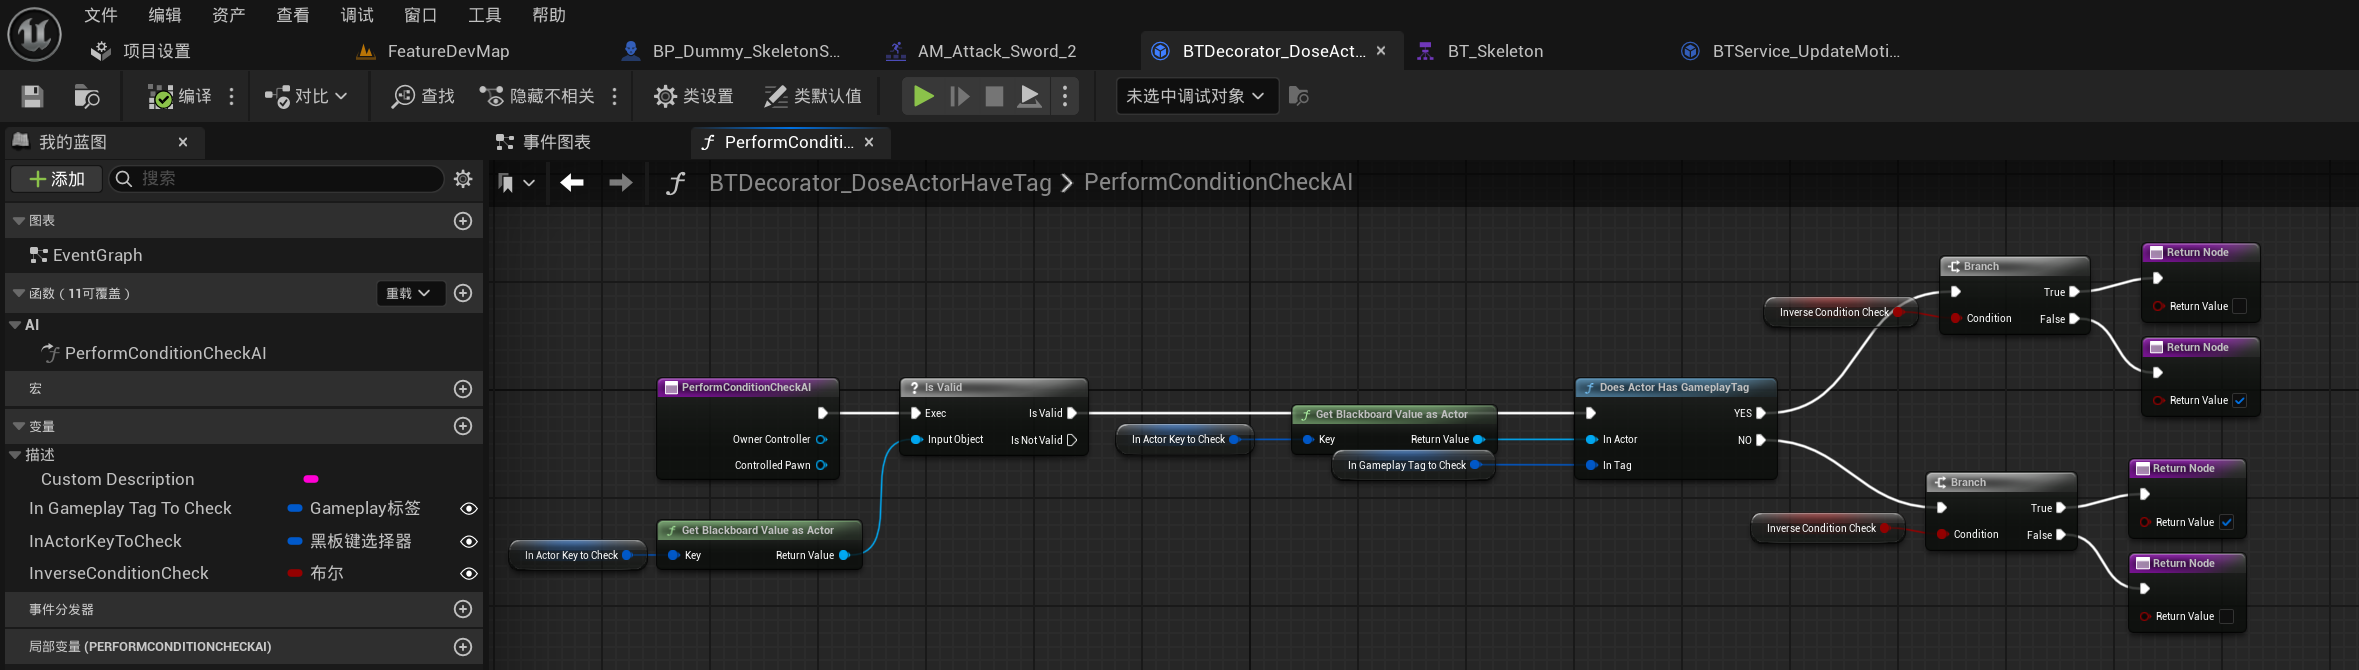 文件 编辑 资产 查看 调试 窗口 工具 帮助
项目设置 FeatureDevMap BP_Dummy_SkeletonS... AM_Attack_Sword_2 BTDecorator_DoseAct... BT_Skeleton BTService_UpdateMoti...
编译 对比 查找 隐藏不相关 类设置 类默认值 未选中调试对象
我的蓝图 事件图表 PerformConditi...
添加 搜索 BTDecorator_DoseActorHaveTag > PerformConditionCheckAI
图表
EventGraph
函数 ( 11可覆盖 ) 重载
AI
PerformConditionCheckAI
宏
变量
描述
Custom Description
In Gameplay Tag To Check Gameplay标签
InActorKeyToCheck 黑板键选择器
InverseConditionCheck 布尔
事件分发器
局部变量 (PERFORMCONDITIONCHECKAI)
PerformConditionCheckAI
Owner Controller
Controlled Pawn
In Actor Key to Check
Get Blackboard Value as Actor
Key Return Value
Is Valid
Exec Is Valid
Input Object Is Not Valid
In Actor Key to Check
Get Blackboard Value as Actor
Key Return Value
In Gameplay Tag to Check
Does Actor Has GameplayTag
YES
NO
In Actor
In Tag
Inverse Condition Check
Branch
True
Condition False
Return Node
Return Value
Return Node
Return Value
Inverse Condition Check
Branch
True
Condition False
Return Node
Return Value
Return Node
Return Value